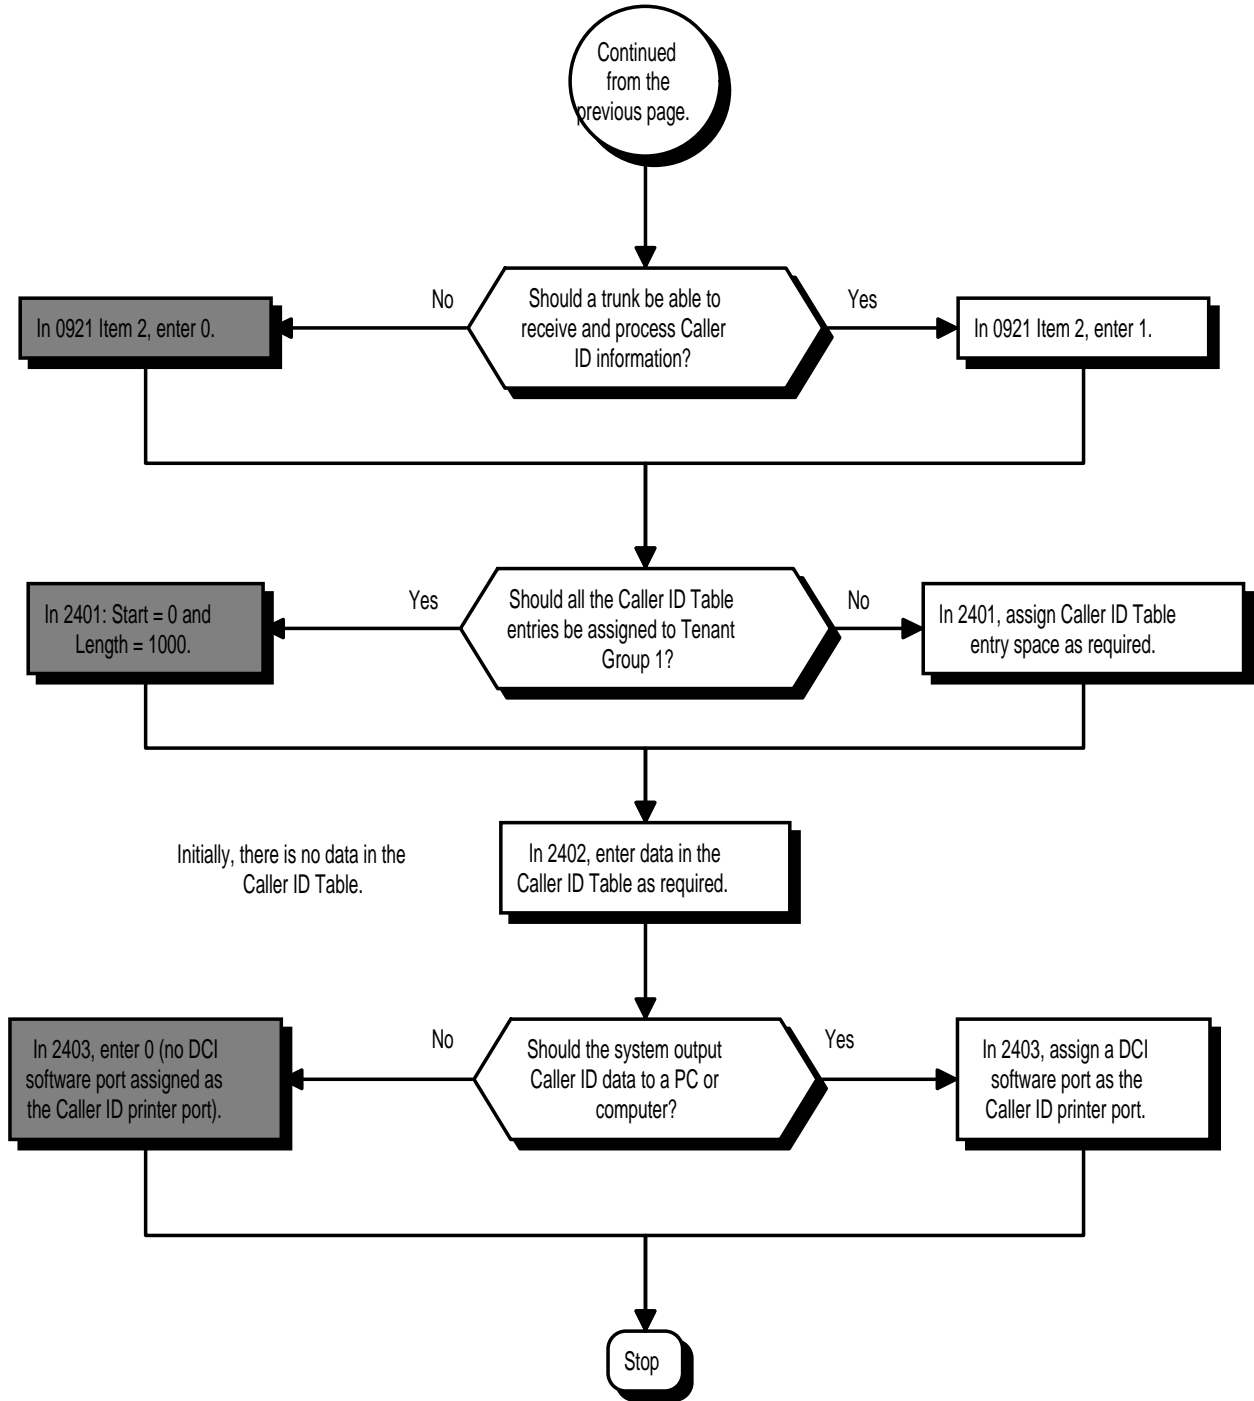 Continued
from the
previous page.
No
Should a trunk be able to
receive and process Caller
ID information?
Yes
In 0921 Item 2, enter 0.
In 0921 Item 2, enter 1.
Yes
Should all the Caller ID Table
entries be assigned to Tenant
Group 1?
No
In 2401: Start = 0 and
Length = 1000.
In 2401, assign Caller ID Table
entry space as required.
Initially, there is no data in the
Caller ID Table.
In 2402, enter data in the
Caller ID Table as required.
No
Should the system output
Caller ID data to a PC or
computer?
Yes
In 2403, enter 0 (no DCI
software port assigned as
the Caller ID printer port).
In 2403, assign a DCI
software port as the
Caller ID printer port.
Stop